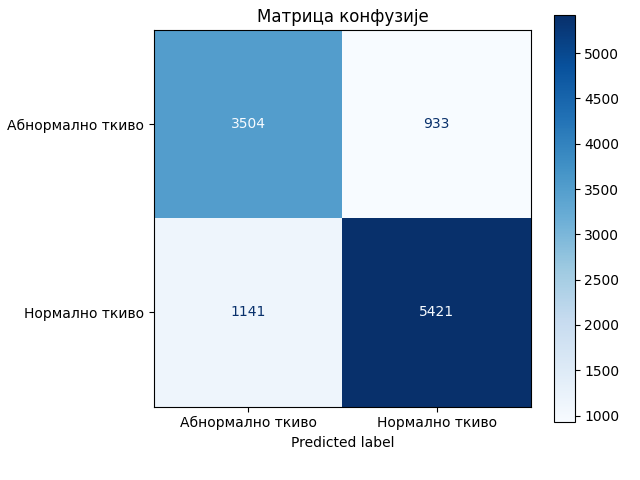 Матрица конфузије
Абнормално ткиво
3504
933
Нормално ткиво
1141
5421
Абнормално ткиво
Нормално ткиво
Predicted label
5000
4500
4000
3500
3000
2500
2000
1500
1000